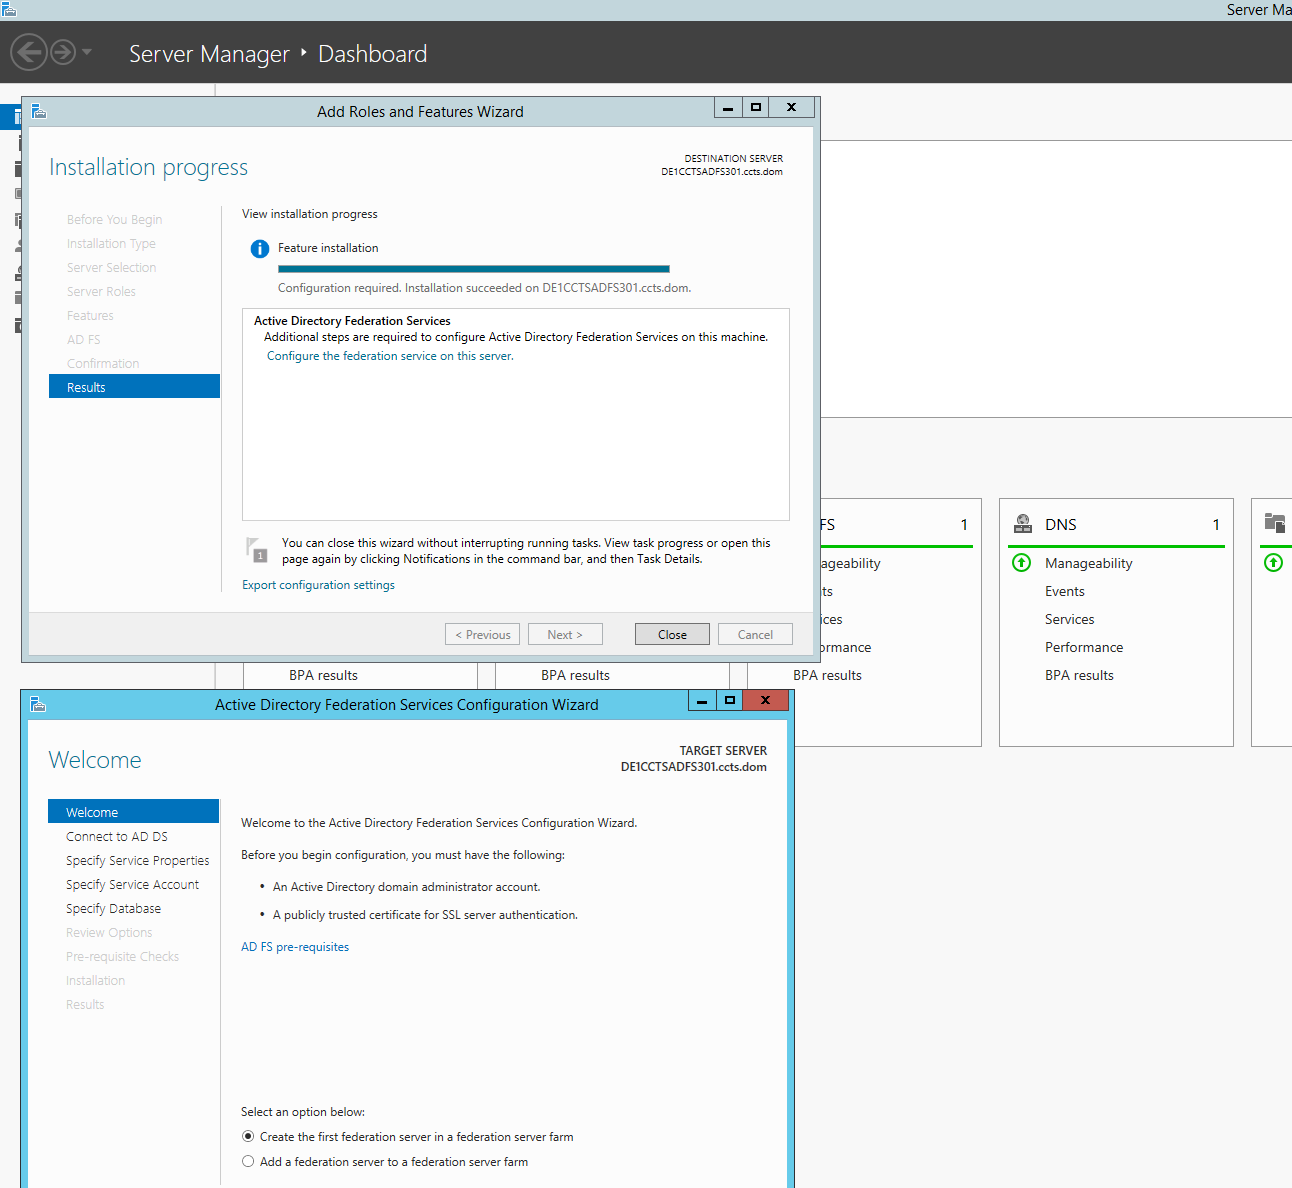 Server Ma
Server Manager ‣ Dashboard
Add Roles and Features Wizard
Installation progress
DESTINATION SERVER
DE1CCTSADFS301.ccts.dom
Before You Begin
Installation Type
Server Selection
Server Roles
Features
AD FS
Confirmation
Results
View installation progress
Feature installation
Configuration required. Installation succeeded on DE1CCTSADFS301.ccts.dom.
Active Directory Federation Services
Additional steps are required to configure Active Directory Federation Services on this machine.
Configure the federation service on this server.
1
You can close this wizard without interrupting running tasks. View task progress or open this
page again by clicking Notifications in the command bar, and then Task Details.
Export configuration settings
< Previous
Next >
Close
Cancel
FS 1
ageability
ts
ices
ormance
BPA results
BPA results
BPA results
DNS 1
Manageability
Events
Services
Performance
BPA results
Active Directory Federation Services Configuration Wizard
Welcome
TARGET SERVER
DE1CCTSADFS301.ccts.dom
Welcome
Connect to AD DS
Specify Service Properties
Specify Service Account
Specify Database
Review Options
Pre-requisite Checks
Installation
Results
Welcome to the Active Directory Federation Services Configuration Wizard.
Before you begin configuration, you must have the following:
• An Active Directory domain administrator account.
• A publicly trusted certificate for SSL server authentication.
AD FS pre-requisites
Select an option below:
Create the first federation server in a federation server farm
Add a federation server to a federation server farm